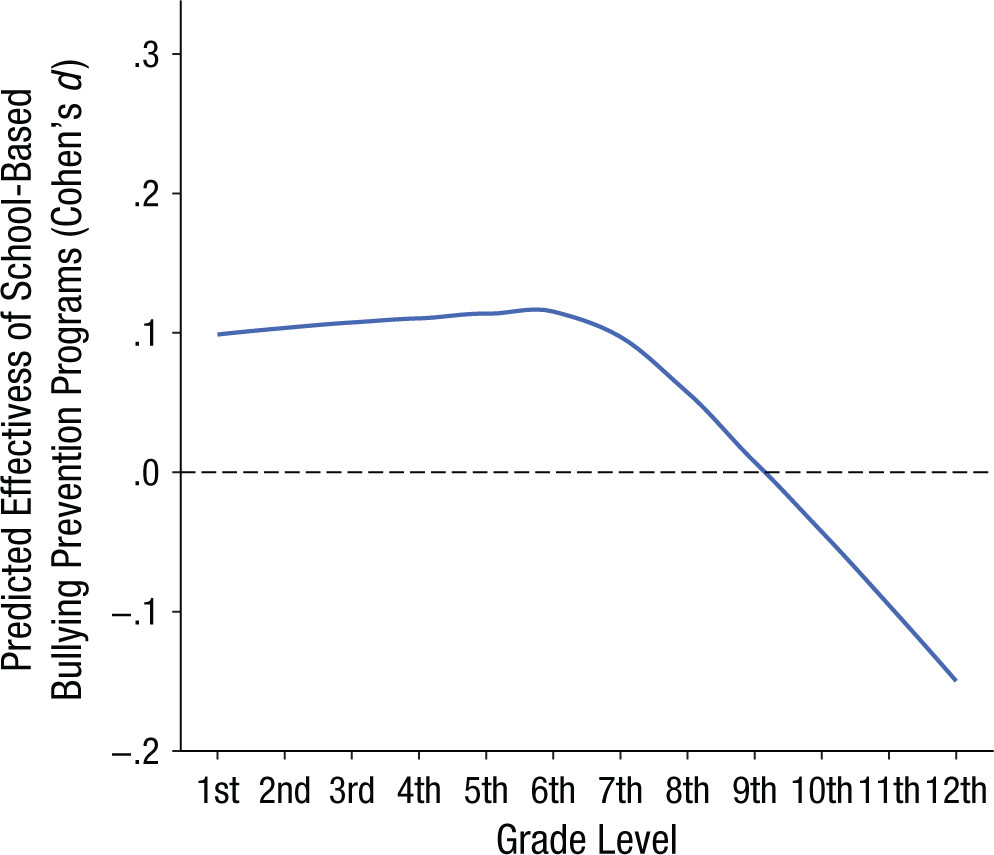 Predicted Effectivess of School-Based
Bullying Prevention Programs (Cohen's d)
.3
.2
.1
.0
–.1
–.2
1st 2nd 3rd 4th 5th 6th 7th 8th 9th 10th 11th 12th
Grade Level